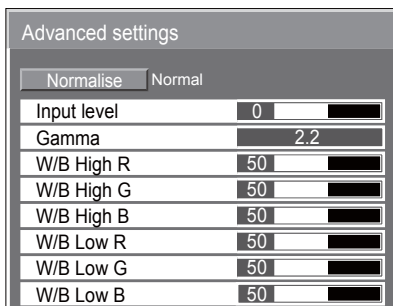 Advanced settings
Normalise Normal
Input level 0
Gamma 2.2
W/B High R 50
W/B High G 50
W/B High B 50
W/B Low R 50
W/B Low G 50
W/B Low B 50